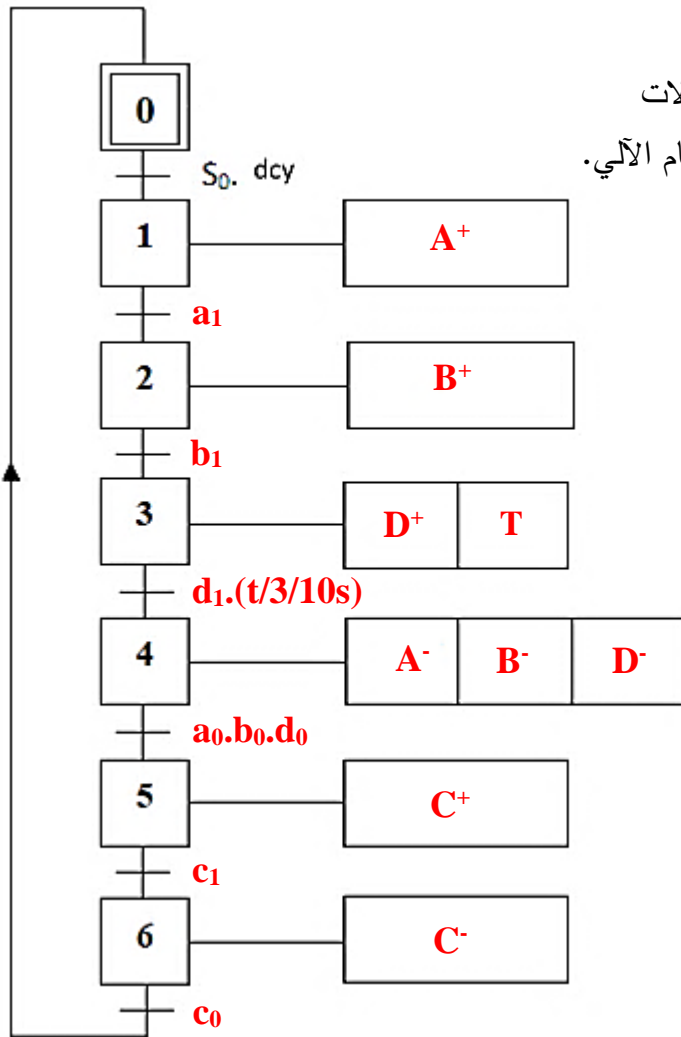 لات
ام الآلي.
0
S₀. dcy
1 A⁺
a₁
2 B⁺
b₁
3 D⁺ T
d₁.(t/3/10s)
4 A⁻ B⁻ D⁻
a₀.b₀.d₀
5 C⁺
c₁
6 C⁻
c₀